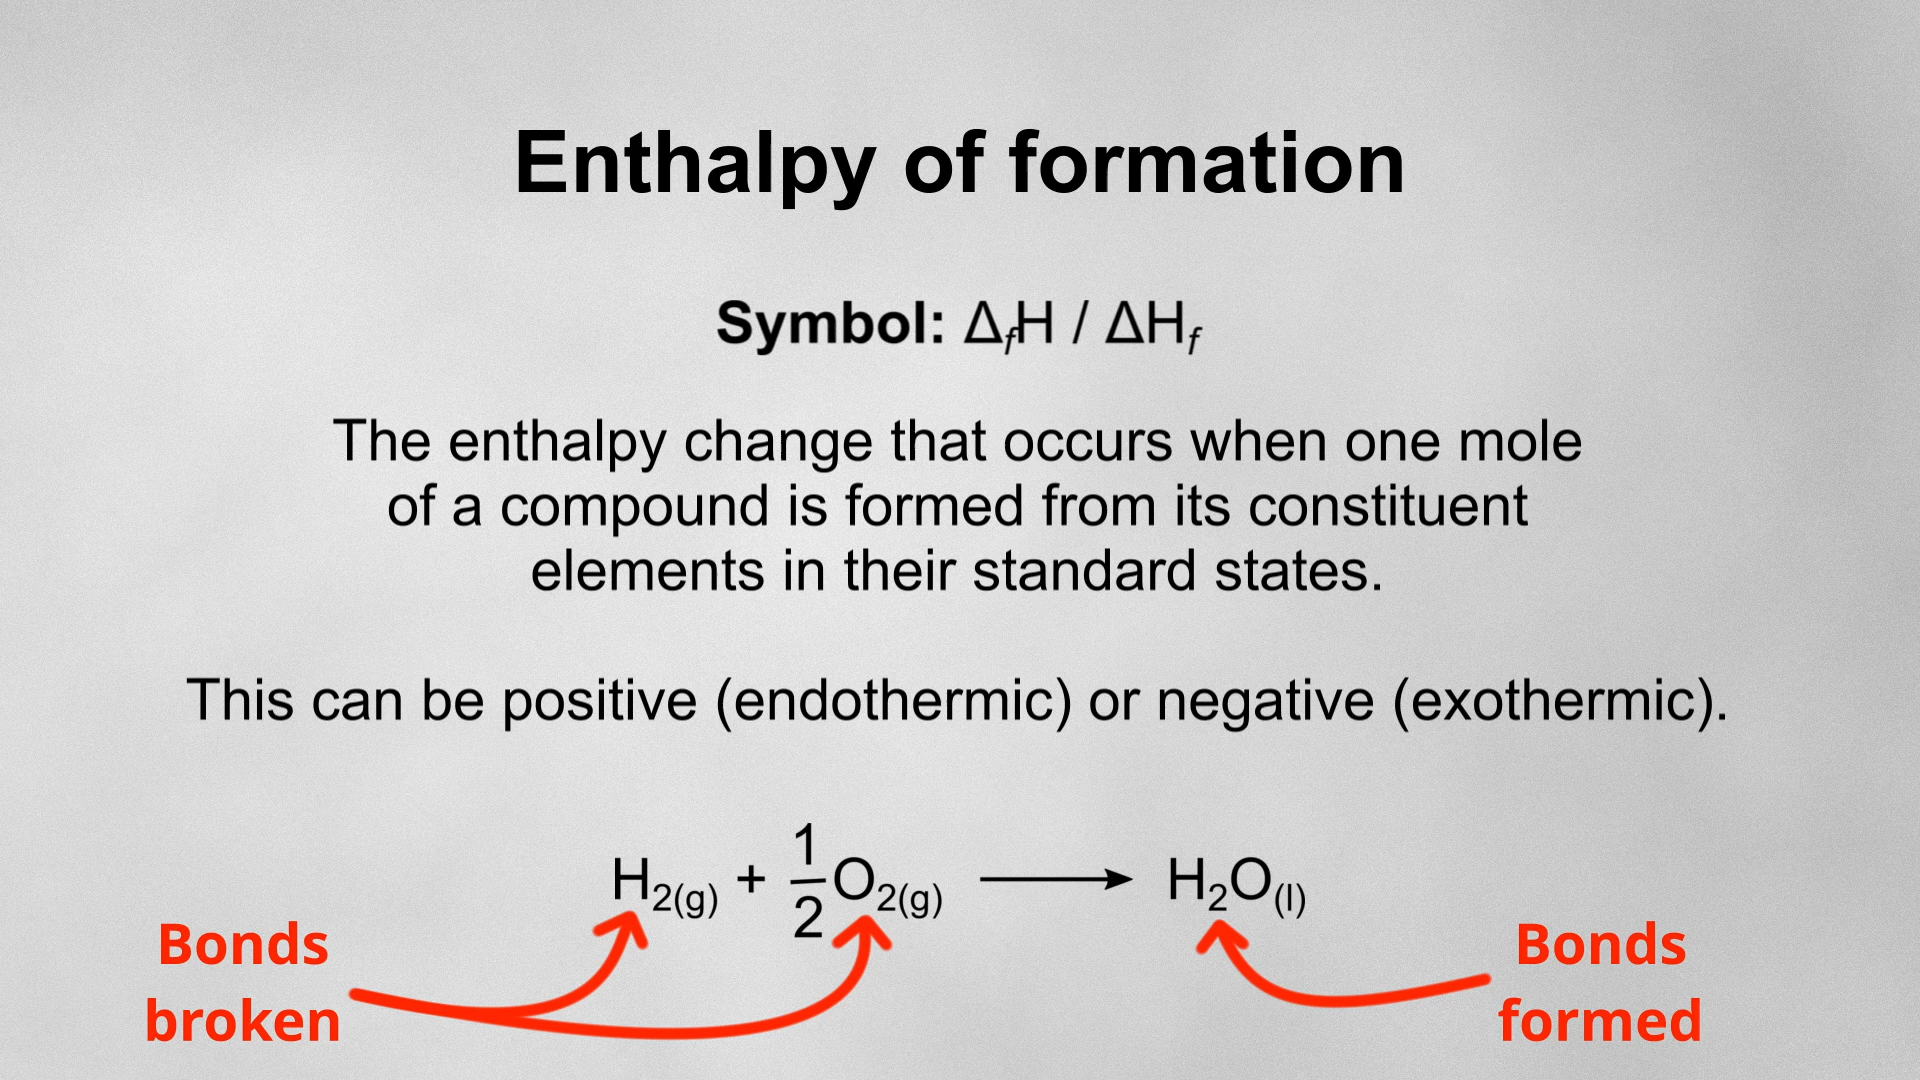 Enthalpy of formation
Symbol: Δ𝑓H / ΔH𝑓
The enthalpy change that occurs when one mole
of a compound is formed from its constituent
elements in their standard states.
This can be positive (endothermic) or negative (exothermic).
H₂(g) + 1/2 O₂(g) ⟶ H₂O(l)
Bonds
broken
Bonds
formed